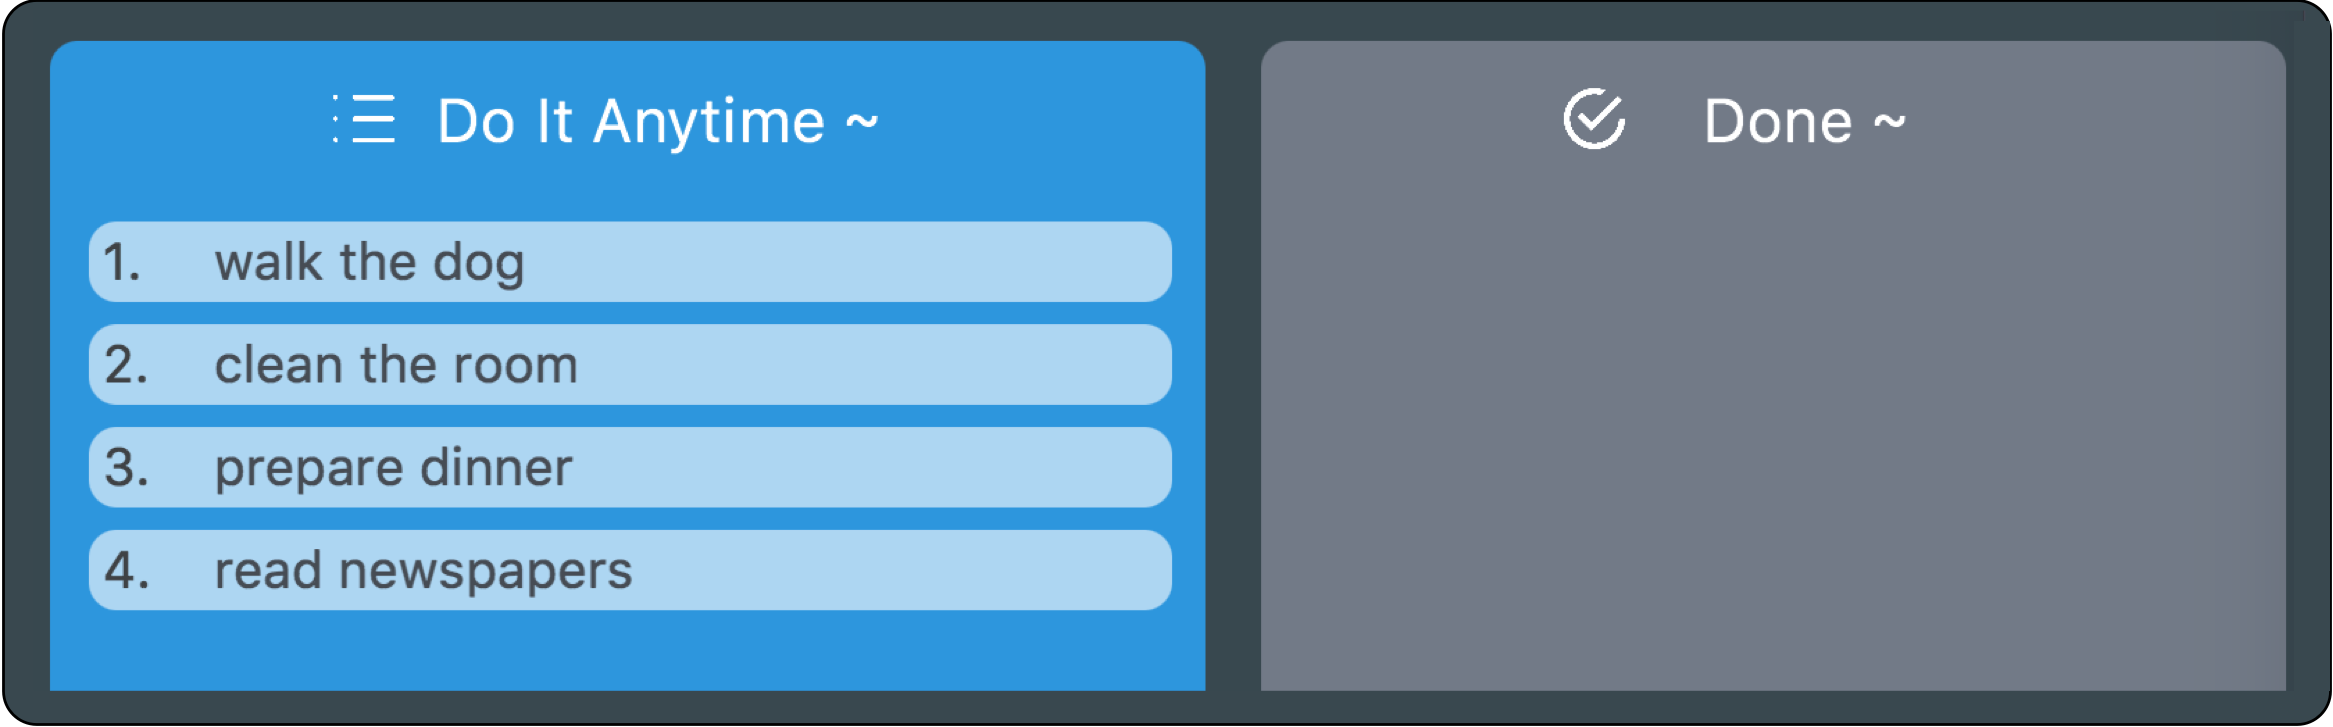 Do It Anytime ~
1. walk the dog
2. clean the room
3. prepare dinner
4. read newspapers
Done ~